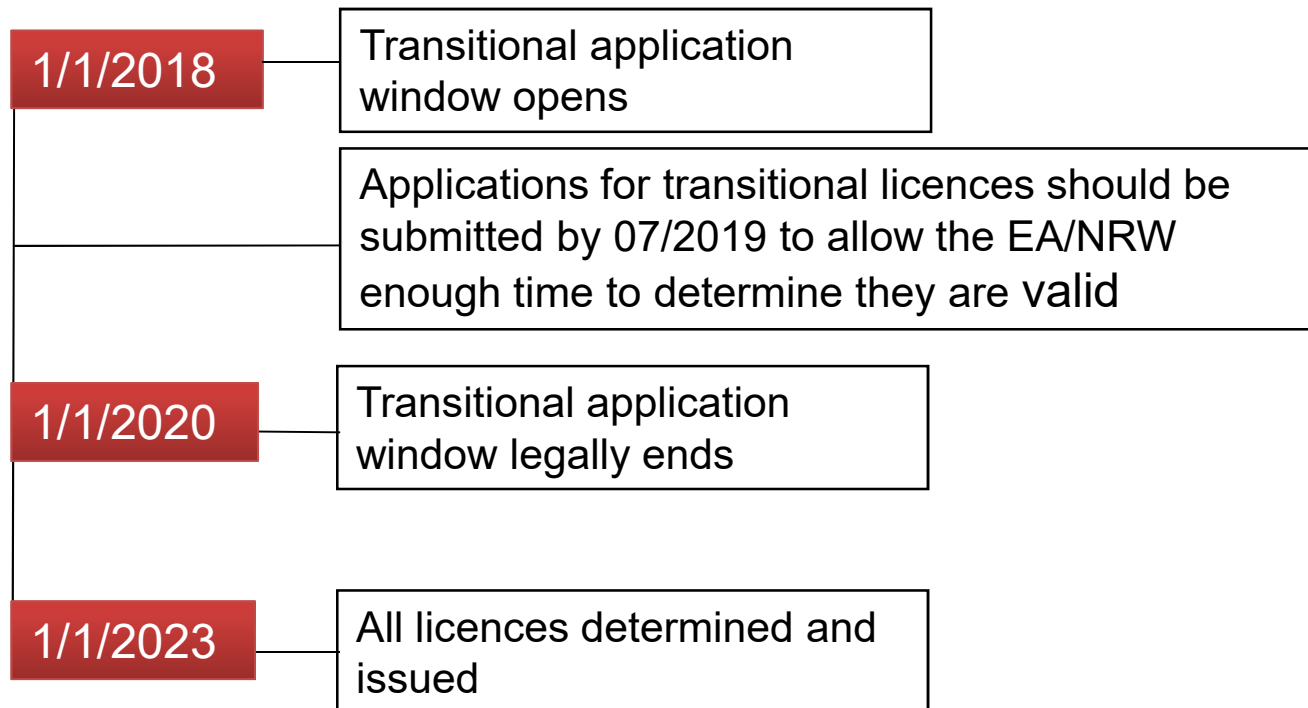 1/1/2018
Transitional application
window opens
Applications for transitional licences should be
submitted by 07/2019 to allow the EA/NRW
enough time to determine they are valid
1/1/2020
Transitional application
window legally ends
1/1/2023
All licences determined and
issued